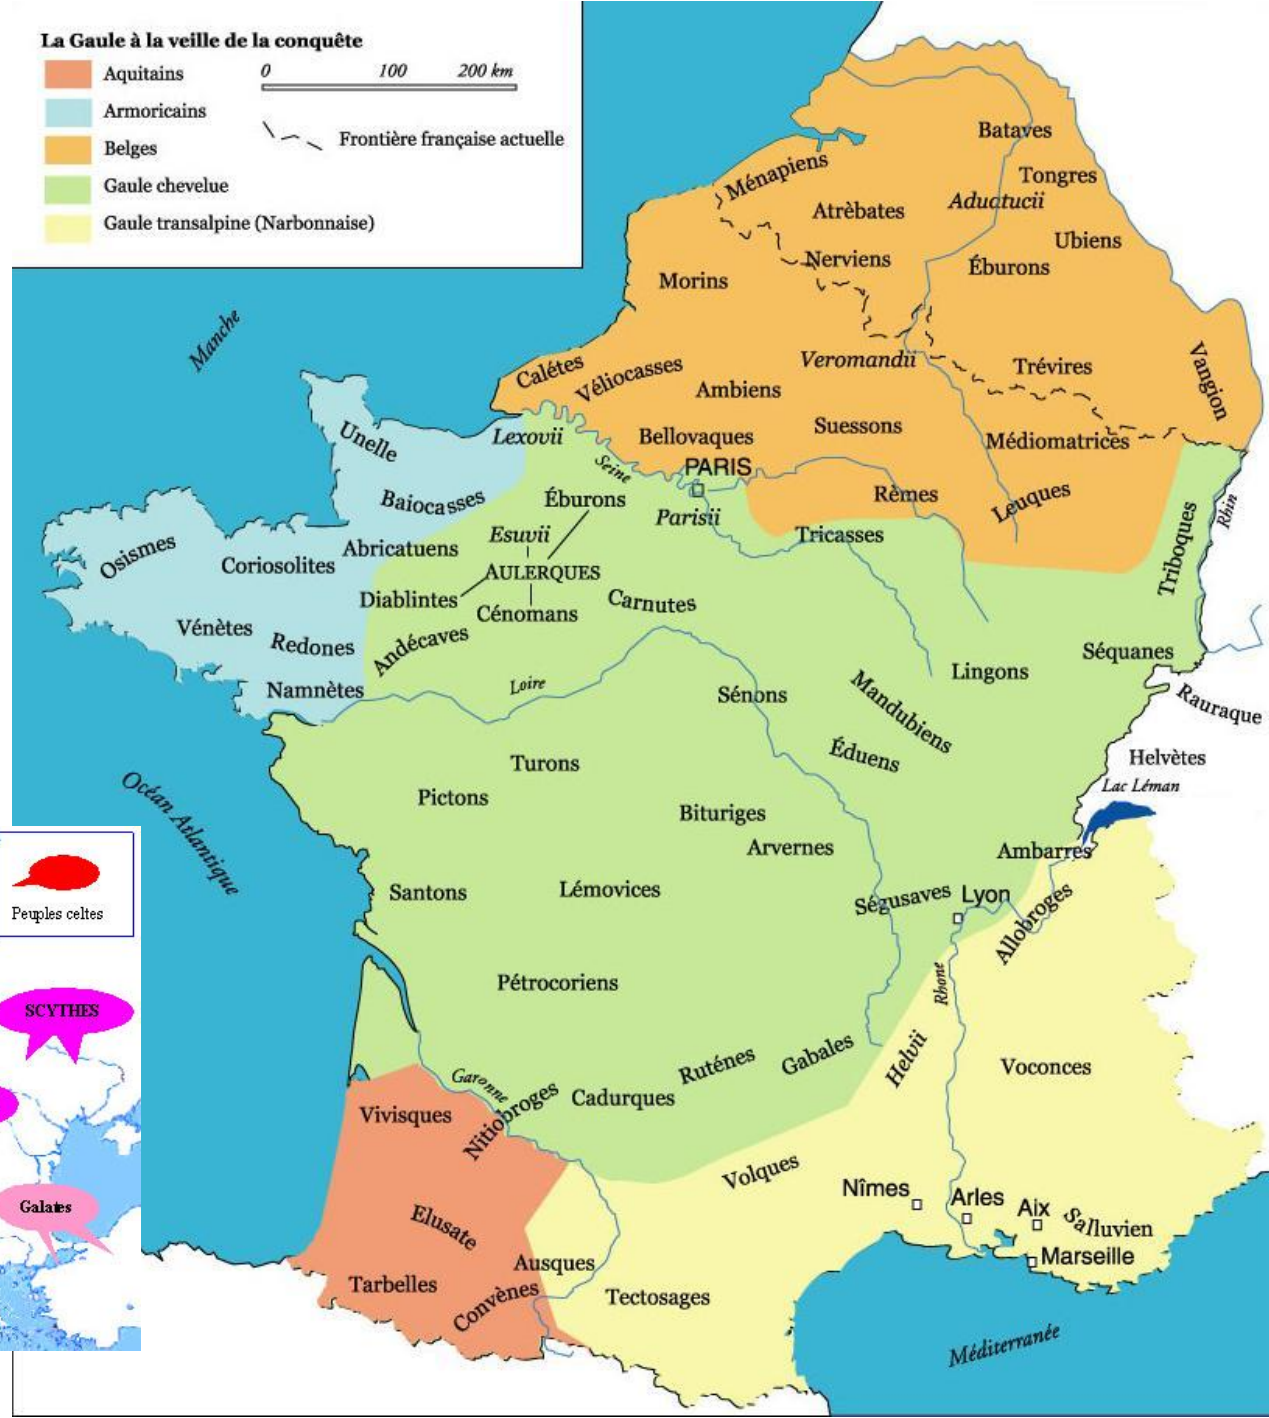 La Gaule à la veille de la conquête
Aquitains
Armoricains
Belges
Gaule chevelue
Gaule transalpine (Narbonnaise)
0 100 200 km
Frontière française actuelle
Manche
Océan Atlantique
Méditerranée
Bataves
Ménapiens
Tongres
Aduatucii
Atrèbates
Ubiens
Nerviens
Éburons
Morins
Calétes
Véliocasses
Ambiens
Veromandii
Trévires
Vangion
Bellovaques
Suessons
Médiomatrices
PARIS
Rèmes
Leuques
Lexovii
Seine
Unelle
Baiocasses
Éburons
Parisii
Tricasses
Triboques
Rhin
Esuvii
Osismes
Coriosolites
Abricatuens
AULERQUES
Diablintes
Cénomans
Carnutes
Vénètes
Redones
Andécaves
Namnètes
Loire
Sénons
Mandubiens
Lingons
Séquanes
Rauraque
Éduens
Turons
Helvètes
Lac Léman
Pictons
Bituriges
Arvernes
Ambarres
Santons
Lémovices
Ségusaves
Lyon
Allobroges
Pétrocoriens
Rhone
Helvii
Voconces
Garonne
Nitiobroges
Cadurques
Ruténes
Gabales
Vivisques
Volques
Nîmes
Arles
Aix
Salluvien
Marseille
Elusate
Ausques
Tarbelles
Convènes
Tectosages
Peuples celtes
SCYTHES
Galates